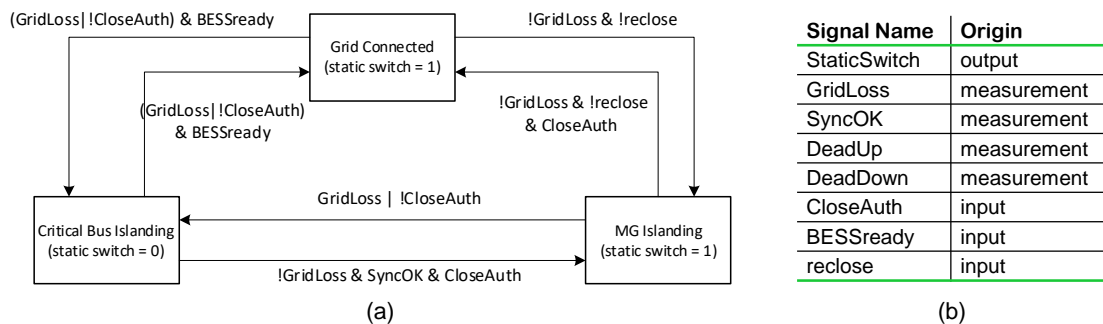 (GridLoss|!CloseAuth) & BESSready
!GridLoss & !reclose
Grid Connected
(static switch = 1)
(GridLoss|!CloseAuth)
& BESSready
!GridLoss & !reclose
& CloseAuth
GridLoss | !CloseAuth
Critical Bus Islanding
(static switch = 0)
MG Islanding
(static switch = 1)
!GridLoss & SyncOK & CloseAuth
(a)
Signal Name Origin
StaticSwitch output
GridLoss measurement
SyncOK measurement
DeadUp measurement
DeadDown measurement
CloseAuth input
BESSready input
reclose input
(b)